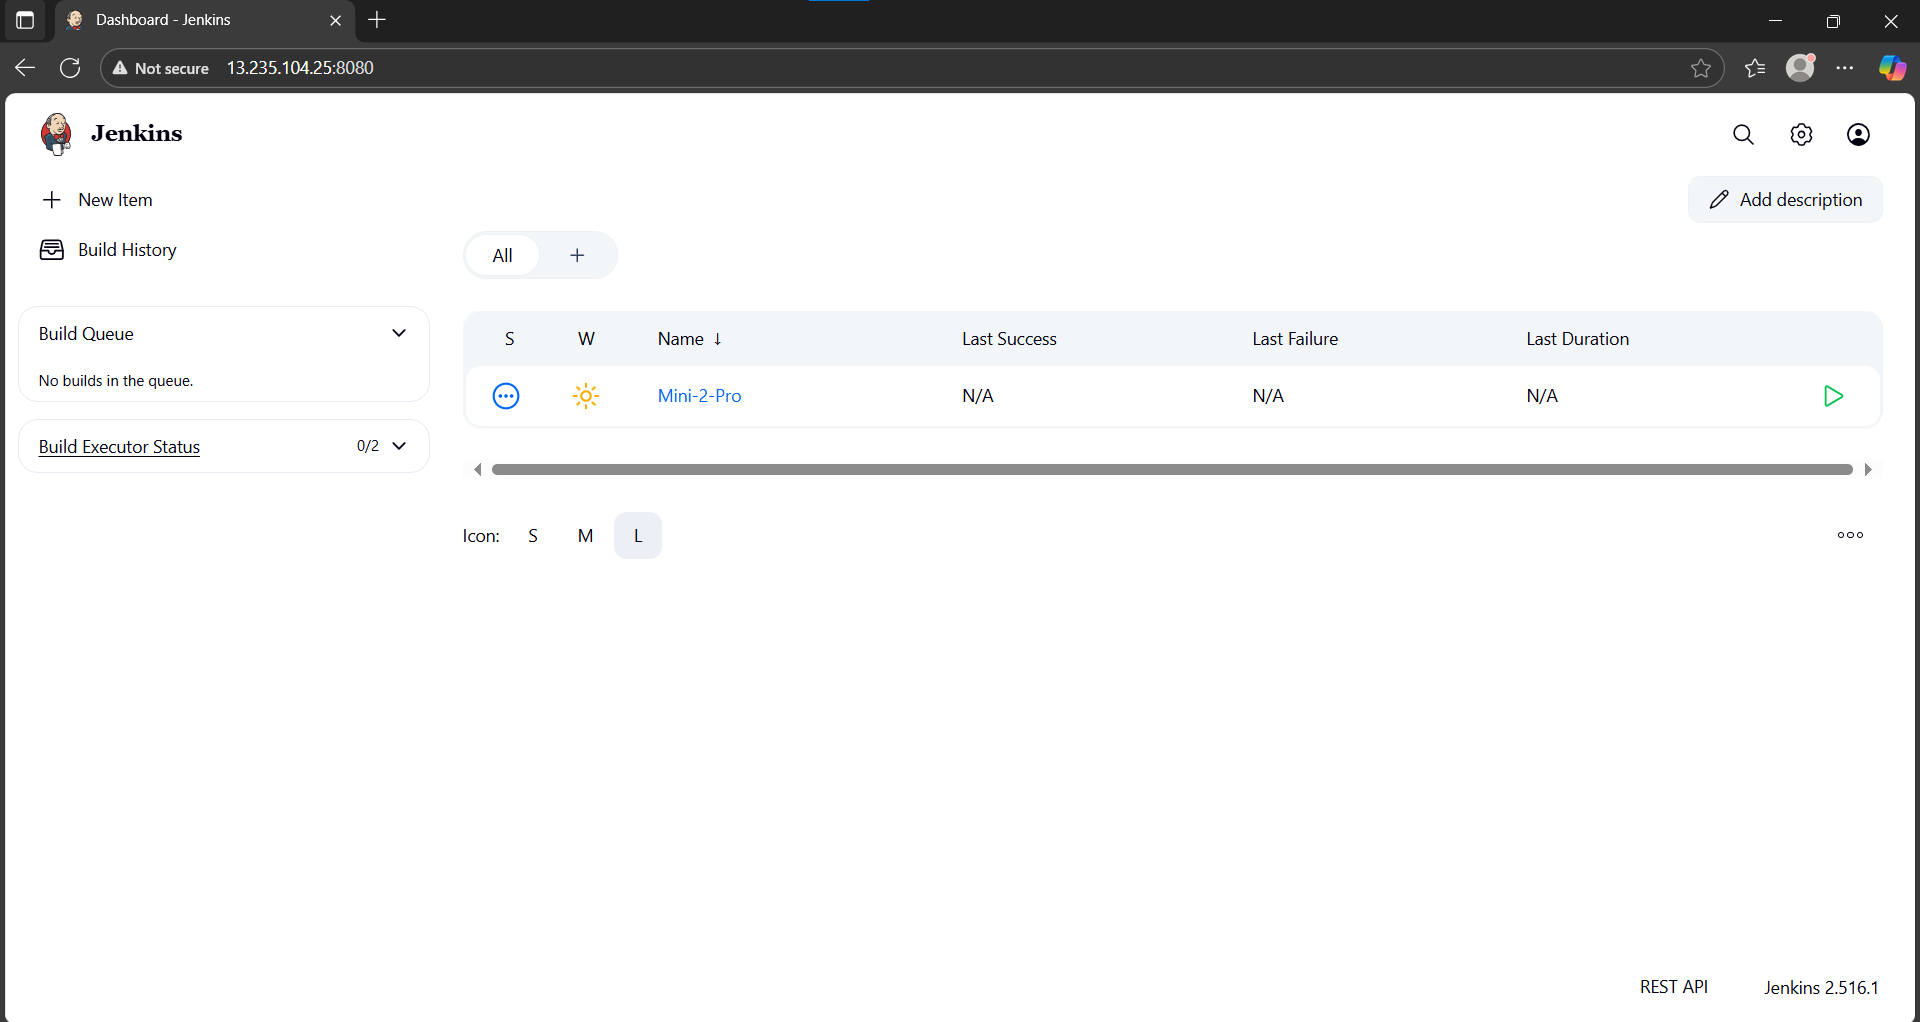 Dashboard - Jenkins
Not secure 13.235.104.25:8080
Jenkins
New Item
Add description
Build History
All
Build Queue
No builds in the queue.
Build Executor Status 0/2
S W Name ↓ Last Success Last Failure Last Duration
Mini-2-Pro N/A N/A N/A
Icon: S M L
REST API Jenkins 2.516.1